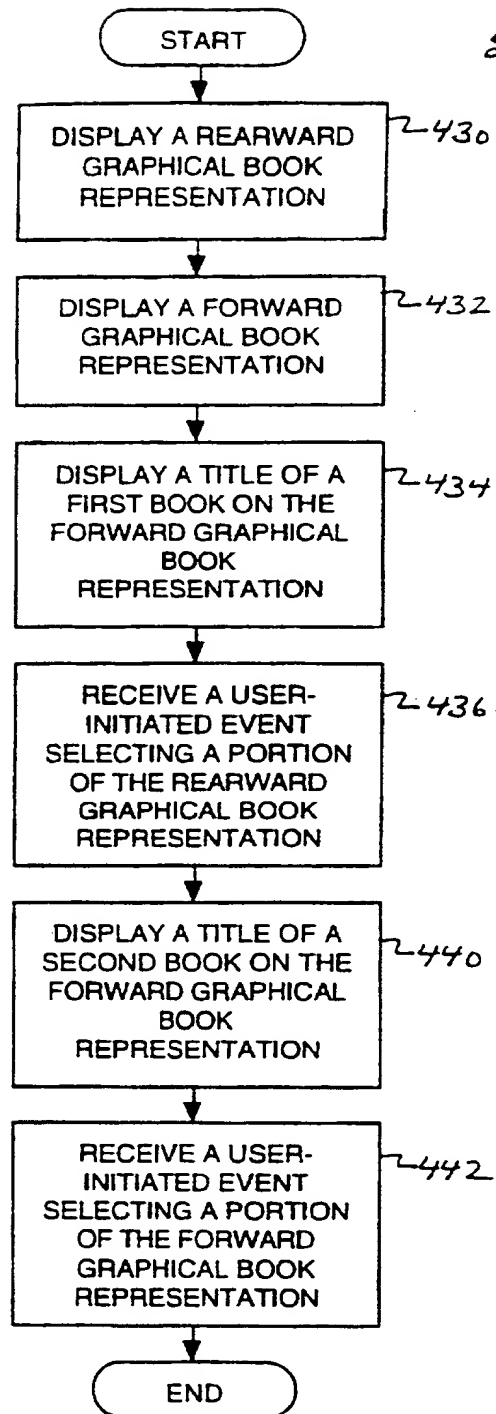 START
DISPLAY A REARWARD
GRAPHICAL BOOK
REPRESENTATION
430
DISPLAY A FORWARD
GRAPHICAL BOOK
REPRESENTATION
432
DISPLAY A TITLE OF A
FIRST BOOK ON THE
FORWARD GRAPHICAL
BOOK
REPRESENTATION
434
RECEIVE A USER-
INITIATED EVENT
SELECTING A PORTION
OF THE REARWARD
GRAPHICAL BOOK
REPRESENTATION
436
DISPLAY A TITLE OF A
SECOND BOOK ON THE
FORWARD GRAPHICAL
BOOK
REPRESENTATION
440
RECEIVE A USER-
INITIATED EVENT
SELECTING A PORTION
OF THE FORWARD
GRAPHICAL BOOK
REPRESENTATION
442
END